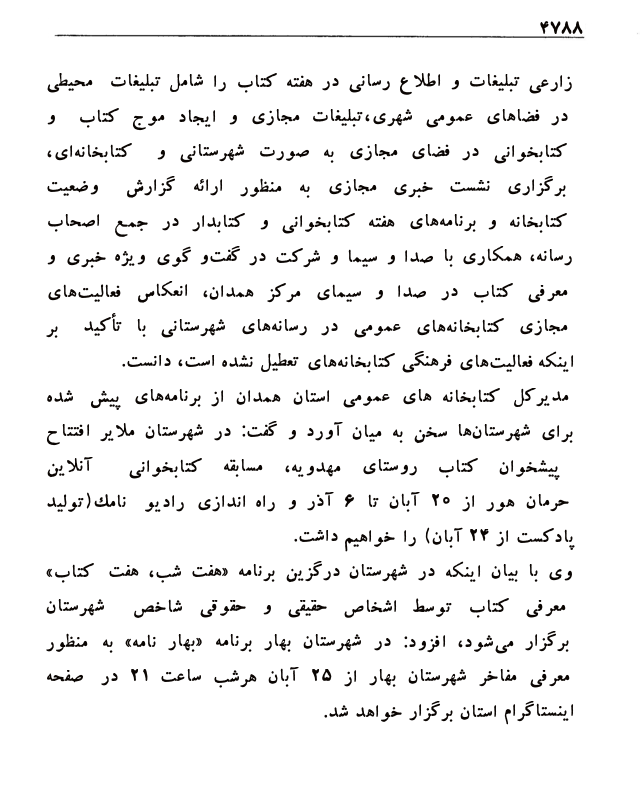 ۴۷۸۸
زارعی تبلیغات و اطلاع رسانی در هفته کتاب را شامل تبلیغات محیطی
در فضاهای عمومی شهری،تبلیغات مجازی و ایجاد موج کتاب و
کتابخوانی در فضای مجازی به صورت شهرستانی و کتابخانه‌ای،
برگزاری نشست خبری مجازی به منظور ارائه گزارش وضعیت
کتابخانه و برنامه‌های هفته کتابخوانی و کتابدار در جمع اصحاب
رسانه، همکاری با صدا و سیما و شرکت در گفت‌و گوی ویژه خبری و
معرفی کتاب در صدا و سیمای مرکز همدان، انعکاس فعالیت‌های
مجازی کتابخانه‌های عمومی در رسانه‌های شهرستانی با تأکید بر
اینکه فعالیت‌های فرهنگی کتابخانه‌های تعطیل نشده است، دانست.
مدیرکل کتابخانه های عمومی استان همدان از برنامه‌های پیش شده
برای شهرستان‌ها سخن به میان آورد و گفت: در شهرستان ملایر افتتاح
پیشخوان کتاب روستای مهدویه، مسابقه کتابخوانی آنلاین
حرمان هور از ۲۰ آبان تا ۶ آذر و راه اندازی رادیو نامك(تولید
پادکست از ۲۴ آبان) را خواهیم داشت.
وی با بیان اینکه در شهرستان درگزین برنامه «هفت شب، هفت کتاب»
معرفی کتاب توسط اشخاص حقیقی و حقوقی شاخص شهرستان
برگزار می‌شود، افزود: در شهرستان بهار برنامه «بهار نامه» به منظور
معرفی مفاخر شهرستان بهار از ۲۵ آبان هرشب ساعت ۲۱ در صفحه
اینستاگرام استان برگزار خواهد شد.